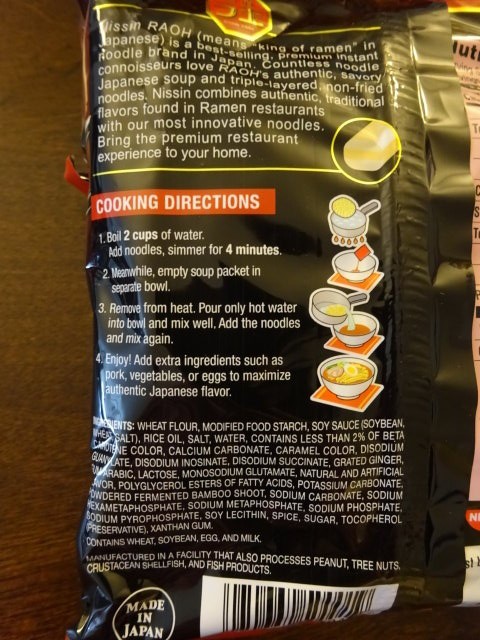 Nissin RAOH (means "king of ramen" in
Japanese) is a best-selling, premium instant
noodle brand in Japan. Countless noodle
connoisseurs love RAOH's authentic, savory
Japanese soup and triple-layered, non-fried
noodles. Nissin combines authentic, traditional
flavors found in Ramen restaurants
with our most innovative noodles.
Bring the premium restaurant
experience to your home.
COOKING DIRECTIONS
1. Boil 2 cups of water.
Add noodles, simmer for 4 minutes.
2. Meanwhile, empty soup packet in
separate bowl.
3. Remove from heat. Pour only hot water
into bowl and mix well. Add the noodles
and mix again.
4. Enjoy! Add extra ingredients such as
pork, vegetables, or eggs to maximize
authentic Japanese flavor.
INGREDIENTS: WHEAT FLOUR, MODIFIED FOOD STARCH, SOY SAUCE (SOYBEAN,
WHEAT, SALT), RICE OIL, SALT, WATER, CONTAINS LESS THAN 2% OF BETA
CAROTENE COLOR, CALCIUM CARBONATE, CARAMEL COLOR, DISODIUM
GUANYLATE, DISODIUM INOSINATE, DISODIUM SUCCINATE, GRATED GINGER,
GUM ARABIC, LACTOSE, MONOSODIUM GLUTAMATE, NATURAL AND ARTIFICIAL
FLAVOR, POLYGLYCEROL ESTERS OF FATTY ACIDS, POTASSIUM CARBONATE,
POWDERED FERMENTED BAMBOO SHOOT, SODIUM CARBONATE, SODIUM
HEXAMETAPHOSPHATE, SODIUM METAPHOSPHATE, SODIUM PHOSPHATE,
SODIUM PYROPHOSPHATE, SOY LECITHIN, SPICE, SUGAR, TOCOPHEROL
(PRESERVATIVE), XANTHAN GUM.
CONTAINS WHEAT, SOYBEAN, EGG, AND MILK.
MANUFACTURED IN A FACILITY THAT ALSO PROCESSES PEANUT, TREE NUTS,
CRUSTACEAN SHELLFISH, AND FISH PRODUCTS.
MADE
IN
JAPAN